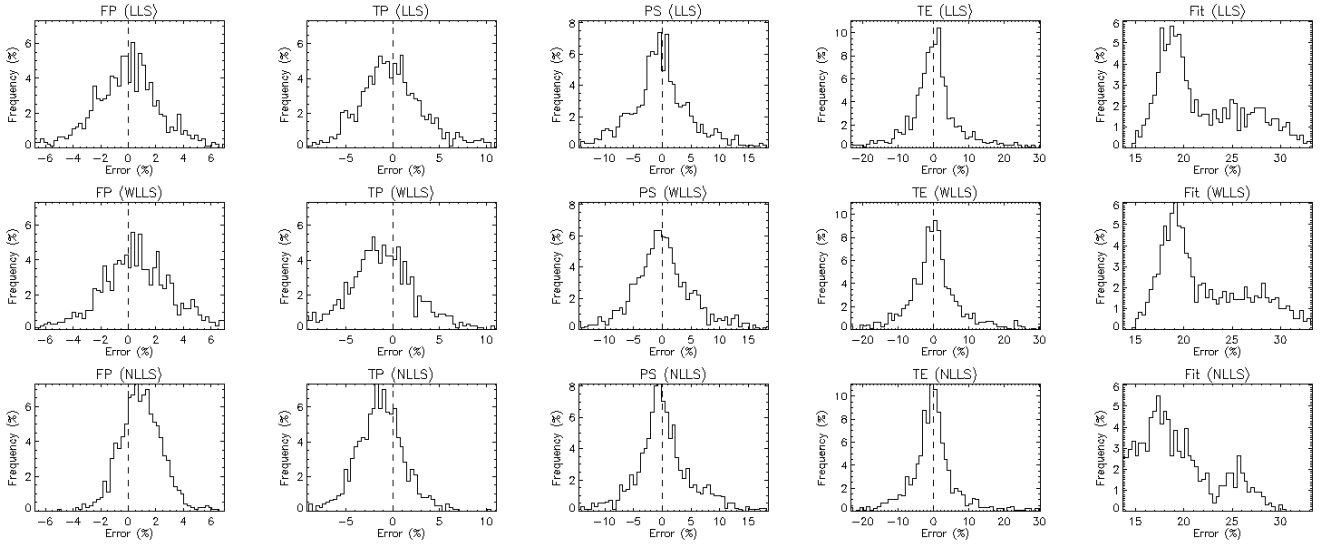 FP (LLS) TP (LLS) PS (LLS) TE (LLS) Fit (LLS)
Frequency (%) Frequency (%) Frequency (%) Frequency (%) Frequency (%)
6 4 2 0
6 4 2 0
8 6 4 2 0
10 8 6 4 2 0
6 5 4 3 2 1 0
-6 -4 -2 0 2 4 6 -5 0 5 10 -10 -5 0 5 10 15 -20 -10 0 10 20 30 15 20 25 30
Error (%) Error (%) Error (%) Error (%) Error (%)
FP (WLLS) TP (WLLS) PS (WLLS) TE (WLLS) Fit (WLLS)
Frequency (%) Frequency (%) Frequency (%) Frequency (%) Frequency (%)
6 4 2 0
6 4 2 0
8 6 4 2 0
10 8 6 4 2 0
6 5 4 3 2 1 0
-6 -4 -2 0 2 4 6 -5 0 5 10 -10 -5 0 5 10 15 -20 -10 0 10 20 30 15 20 25 30
Error (%) Error (%) Error (%) Error (%) Error (%)
FP (NLLS) TP (NLLS) PS (NLLS) TE (NLLS) Fit (NLLS)
Frequency (%) Frequency (%) Frequency (%) Frequency (%) Frequency (%)
6 4 2 0
6 4 2 0
8 6 4 2 0
10 8 6 4 2 0
6 5 4 3 2 1 0
-6 -4 -2 0 2 4 6 -5 0 5 10 -10 -5 0 5 10 15 -20 -10 0 10 20 30 15 20 25 30
Error (%) Error (%) Error (%) Error (%) Error (%)